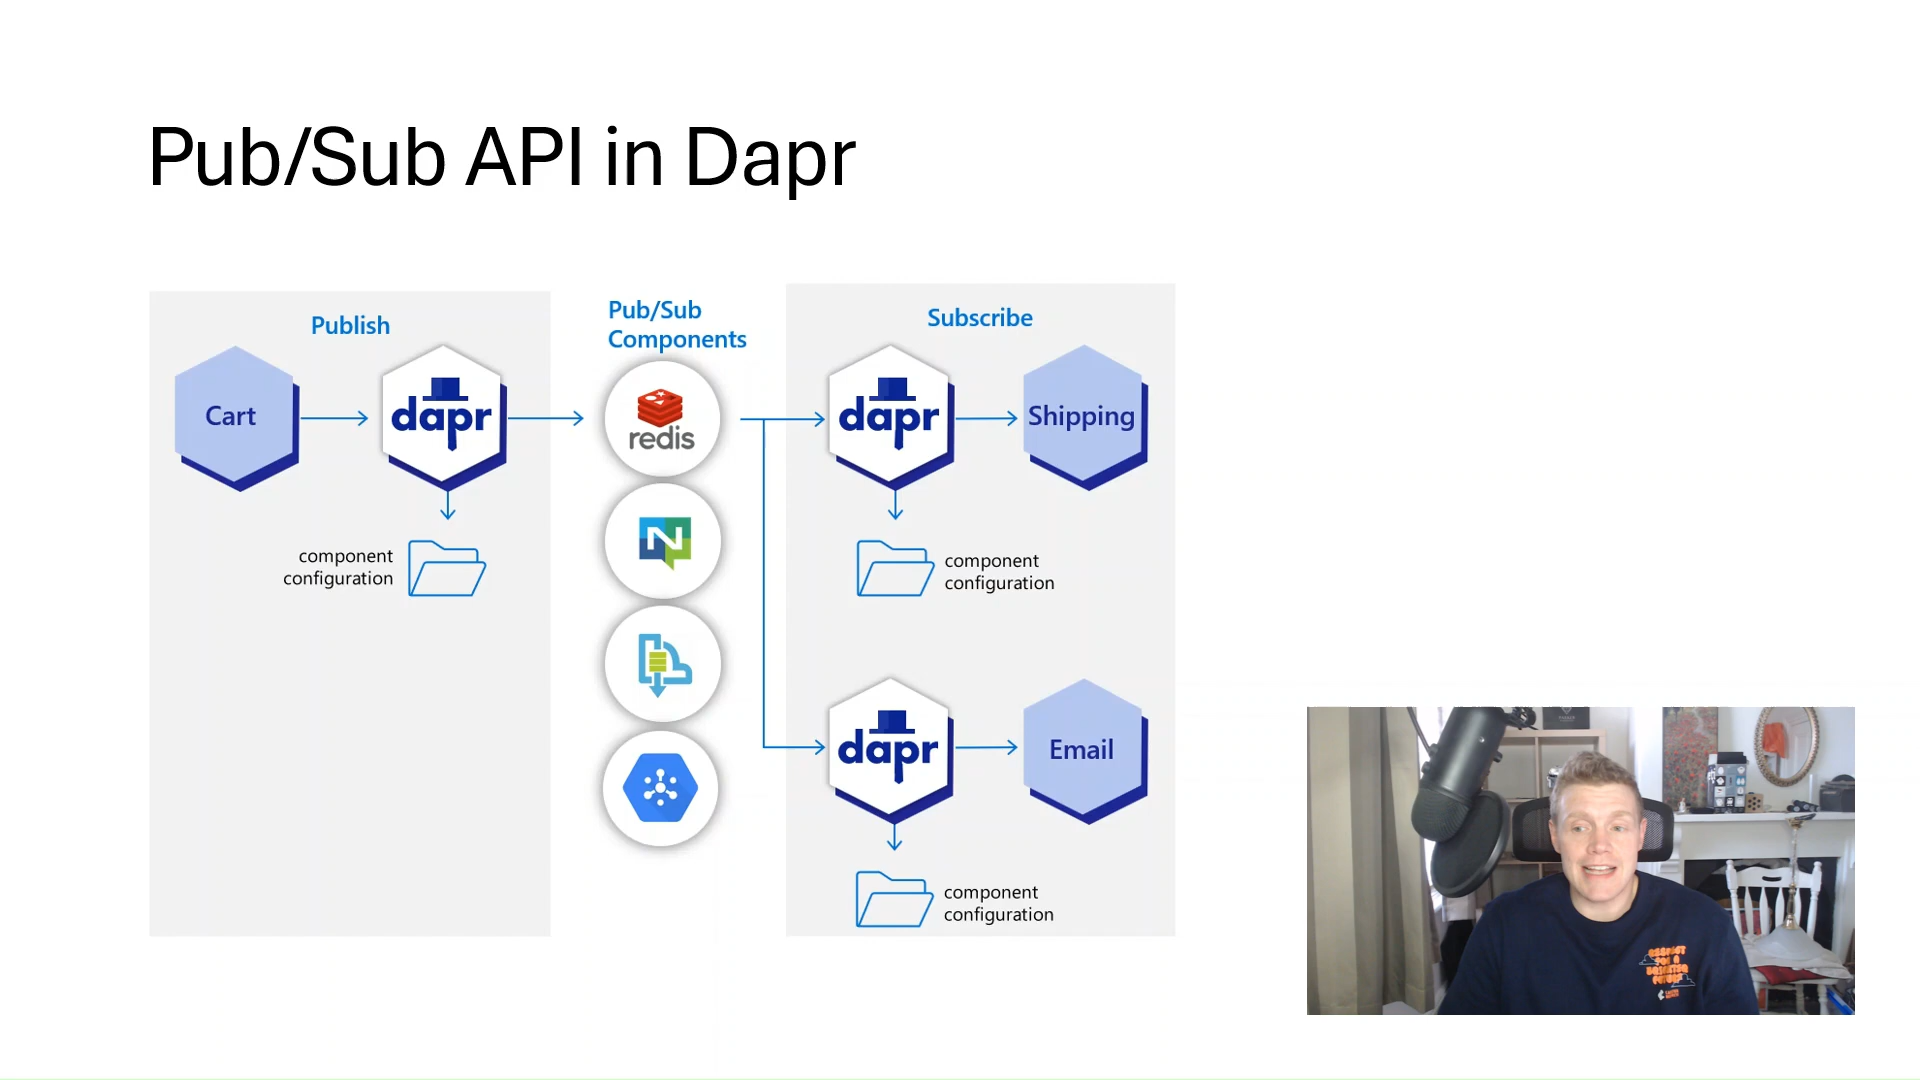 Pub/Sub API in Dapr
Publish
Cart
dapr
component
configuration
Pub/Sub
Components
redis
N
Subscribe
dapr
Shipping
component
configuration
dapr
Email
component
configuration